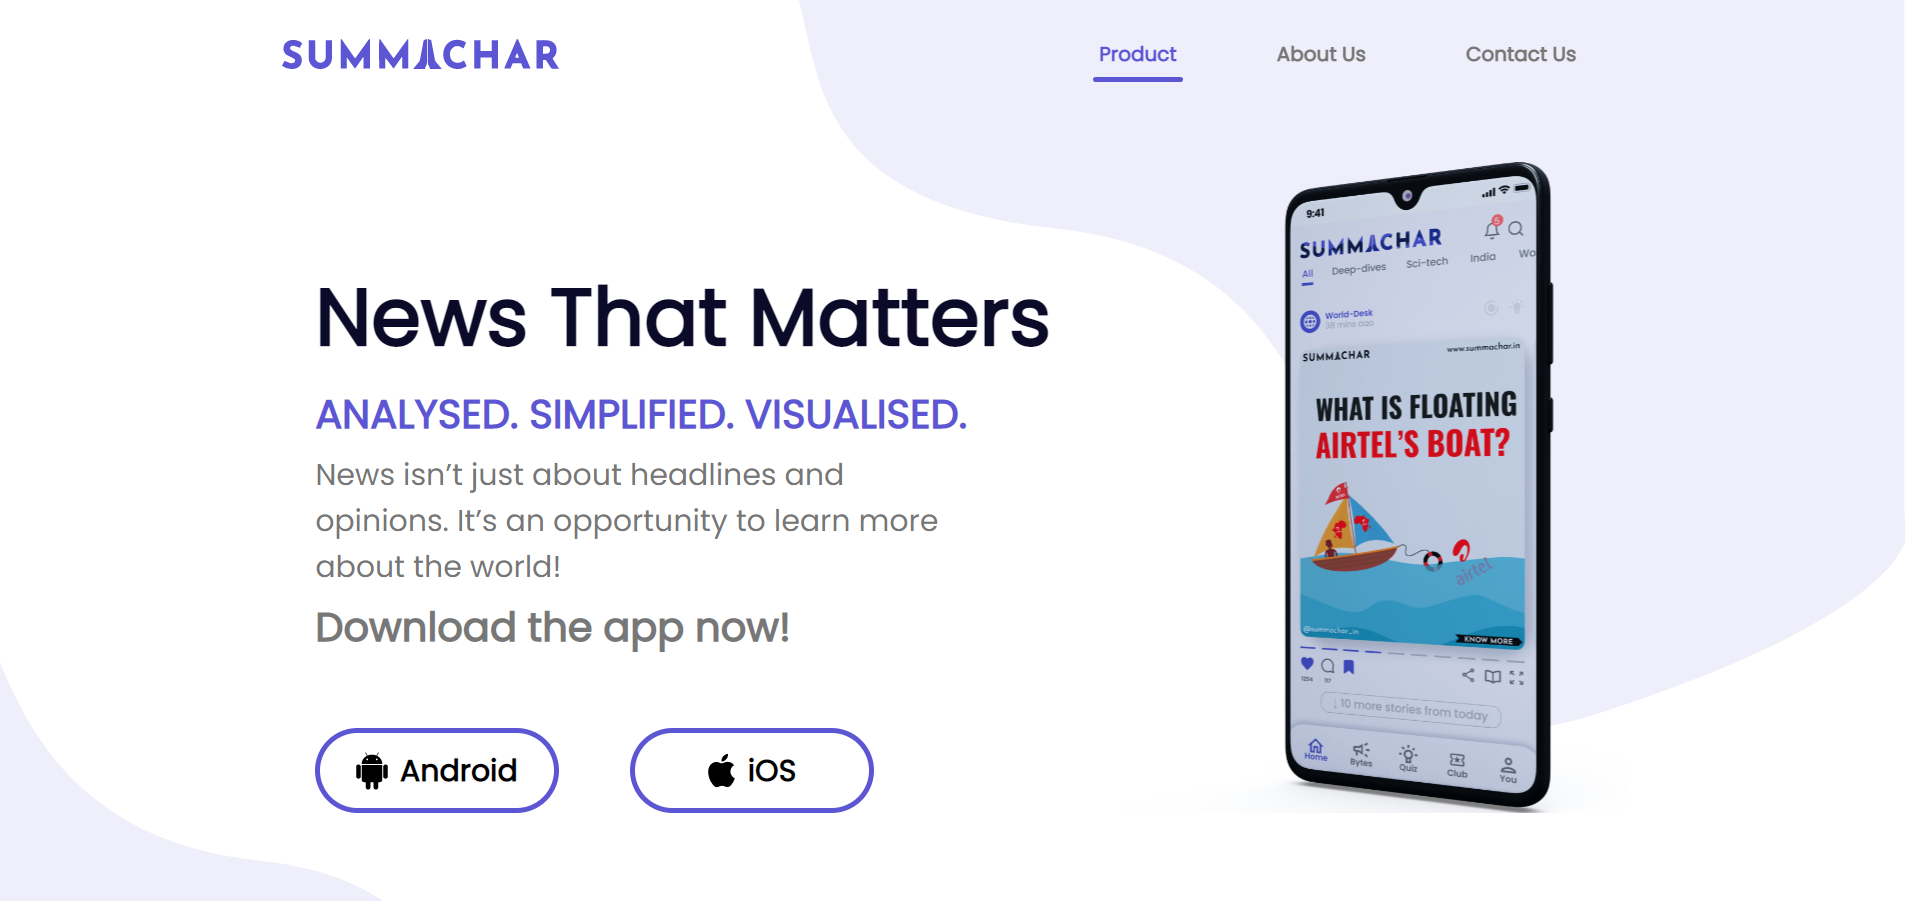 SUMMACHAR
Product
About Us
Contact Us
News That Matters
ANALYSED. SIMPLIFIED. VISUALISED.
News isn’t just about headlines and
opinions. It’s an opportunity to learn more
about the world!
Download the app now!
Android
iOS
9:41
SUMMACHAR
All
Deep-dives
Sci-tech
India
Wo
World-Desk
38 mins ago
SUMMACHAR
www.summachar.in
WHAT IS FLOATING
AIRTEL’S BOAT?
airtel
@summachar_in
KNOW MORE
1254
117
↓ 10 more stories from today
Home
Bytes
Quiz
Club
You